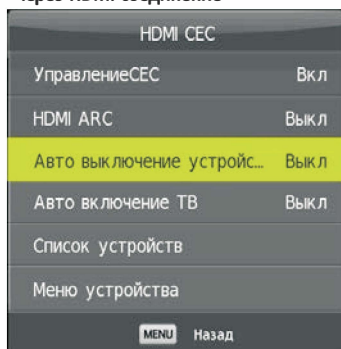 HDMI CEC
УправлениеCEC Вкл
HDMI ARC Выкл
Авто выключение устройс... Выкл
Авто включение ТВ Выкл
Список устройств
Меню устройства
MENU Назад